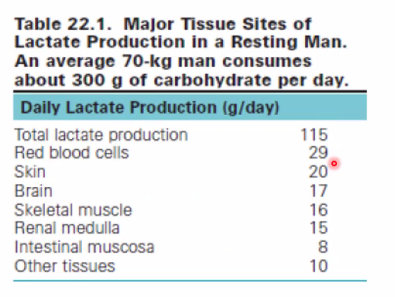 Table 22.1. Major Tissue Sites of
Lactate Production in a Resting Man.
An average 70-kg man consumes
about 300 g of carbohydrate per day.
Daily Lactate Production (g/day)
Total lactate production 115
Red blood cells 29
Skin 20
Brain 17
Skeletal muscle 16
Renal medulla 15
Intestinal muscosa 8
Other tissues 10